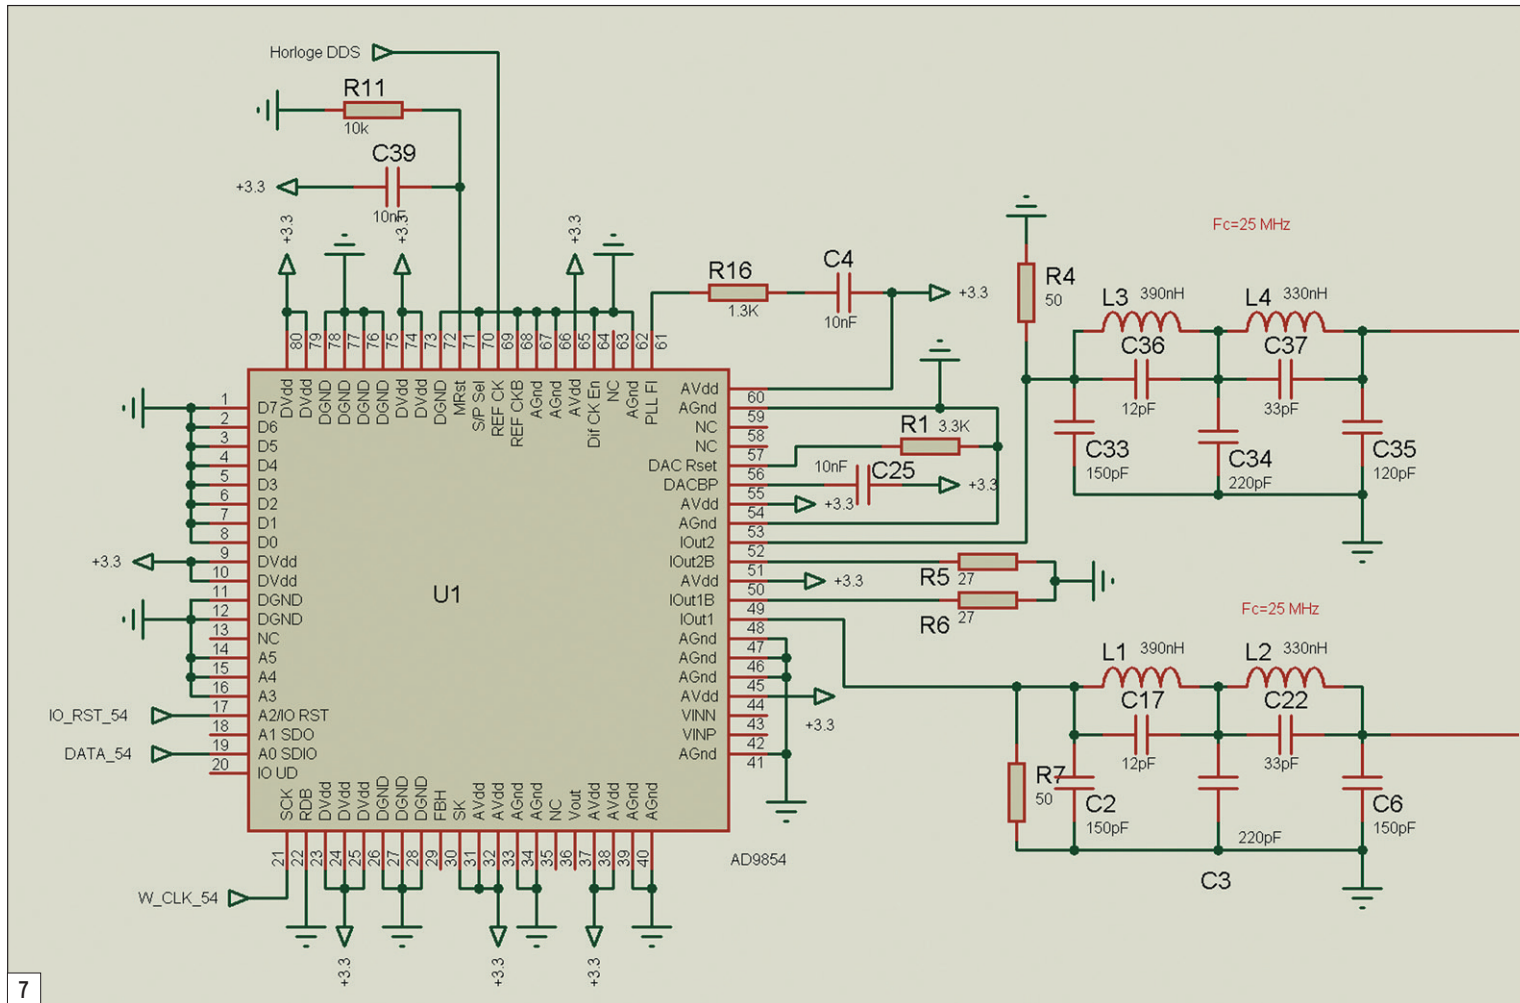 Horloge DDS
R11
10k
C39
+3.3
10nF
+3.3
+3.3
+3.3
Fc=25 MHz
R16
1.3K
C4
10nF
+3.3
R4
50
L3 390nH
L4 330nH
C36
12pF
C37
33pF
C33
150pF
C34
220pF
C35
120pF
80 79 78 77 76 75 74 73 72 71 70 69 68 67 66 65 64 63 62 61
DVdd DVdd DGND DGND DGND DVdd DVdd DGND MRst S/P Sel REF CK REF CKB AGnd AGnd AVdd Dif CK En NC AGnd PLL Fl
1 D7
2 D6
3 D5
4 D4
5 D3
6 D2
7 D1
8 D0
+3.3
9 DVdd
10 DVdd
11 DGND
12 DGND
13 NC
14 A5
15 A4
16 A3
IO_RST_54
17 A2/IO RST
18 A1 SDO
DATA_54
19 A0 SDIO
20 IO UD
U1
AVdd 60
AGnd 59
NC 58
NC 57
DAC Rset 56
DACBP 55
AVdd 54
AGnd 53
IOut2 52
IOut2B 51
AVdd 50
IOut1B 49
IOut1 48
AGnd 47
AGnd 46
AGnd 45
AVdd 44
VINN 43
VINP 42
AGnd 41
R1 3.3K
10nF C25
+3.3
+3.3
R5 27
+3.3
R6 27
+3.3
Fc=25 MHz
L1 390nH
L2 330nH
C17
12pF
C22
33pF
R7
50
C2
150pF
220pF
C3
C6
150pF
SCK RDB DVdd DVdd DVdd DGND DGND DGND FBH SK AVdd AVdd AGnd AGnd NC Vout AVdd AVdd AGnd AGnd
21 22 23 24 25 26 27 28 29 30 31 32 33 34 35 36 37 38 39 40
AD9854
W_CLK_54
+3.3
+3.3
+3.3
7